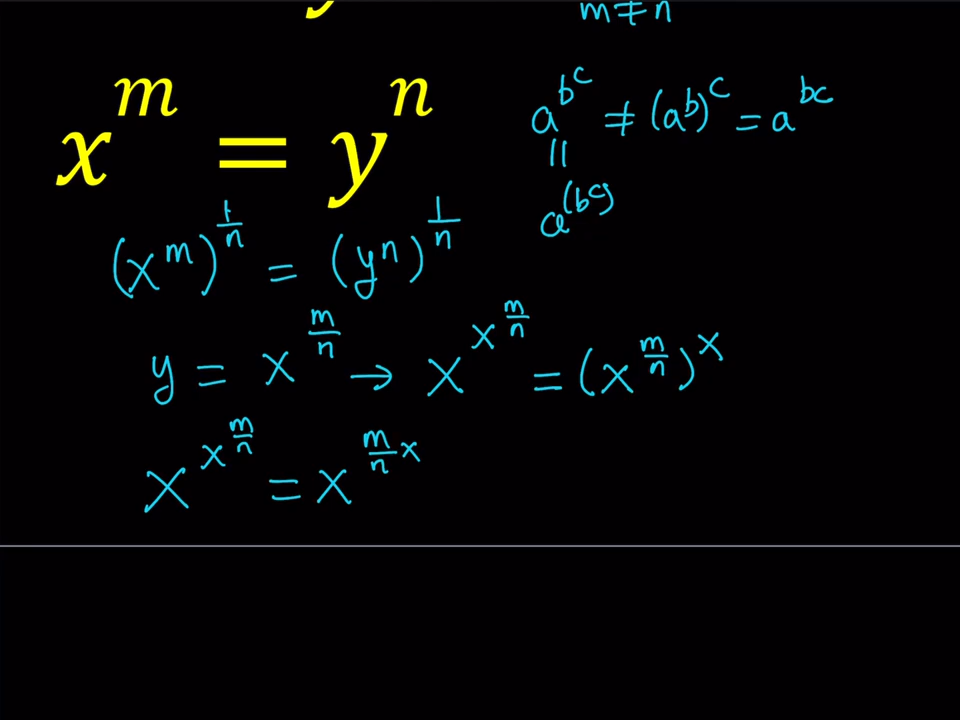 m ≠ n
x^m = y^n
a^{b^c} ≠ (a^b)^c = a^{bc}
||
a^{(b^c)}
(x^m)^{1/n} = (y^n)^{1/n}
y = x^{m/n} → x^{x^{m/n}} = (x^{m/n})^x
x^{x^{m/n}} = x^{m/n x}